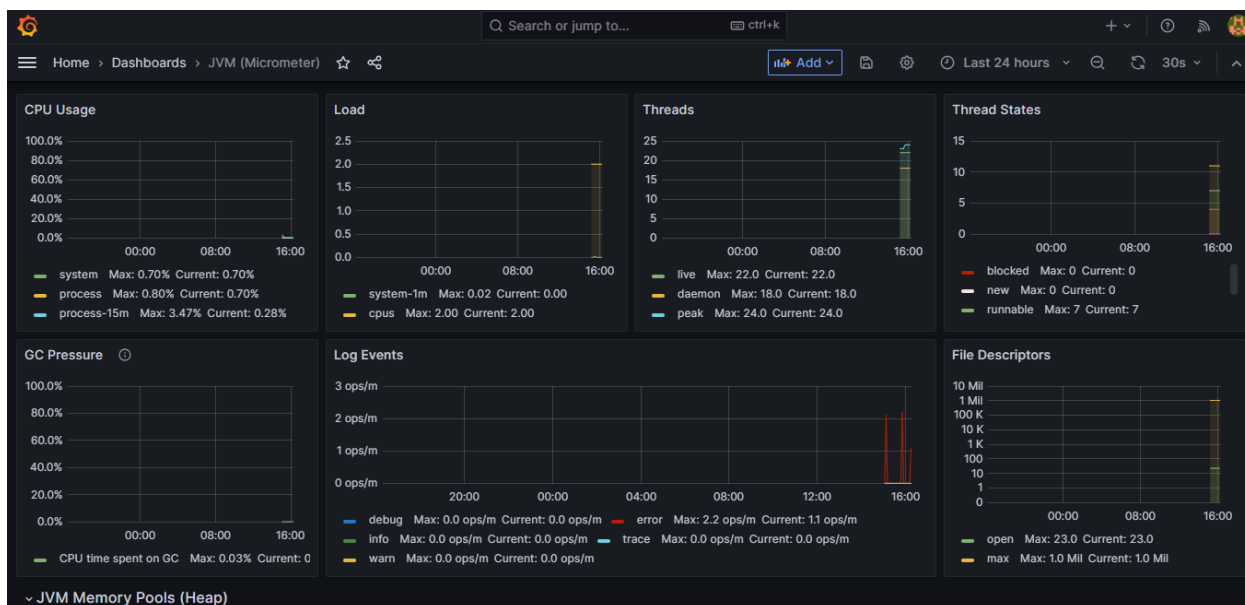 Search or jump to... ctrl+k
Home › Dashboards › JVM (Micrometer) Add Last 24 hours 30s
CPU Usage
100.0%
80.0%
60.0%
40.0%
20.0%
0.0%
00:00 08:00 16:00
system Max: 0.70% Current: 0.70%
process Max: 0.80% Current: 0.70%
process-15m Max: 3.47% Current: 0.28%
Load
2.5
2.0
1.5
1.0
0.5
0.0
00:00 08:00 16:00
system-1m Max: 0.02 Current: 0.00
cpus Max: 2.00 Current: 2.00
Threads
25
20
15
10
5
0
00:00 08:00 16:00
live Max: 22.0 Current: 22.0
daemon Max: 18.0 Current: 18.0
peak Max: 24.0 Current: 24.0
Thread States
15
10
5
0
00:00 08:00 16:00
blocked Max: 0 Current: 0
new Max: 0 Current: 0
runnable Max: 7 Current: 7
GC Pressure
100.0%
80.0%
60.0%
40.0%
20.0%
0.0%
00:00 08:00 16:00
CPU time spent on GC Max: 0.03% Current: 0
Log Events
3 ops/m
2 ops/m
1 ops/m
0 ops/m
20:00 00:00 04:00 08:00 12:00 16:00
debug Max: 0.0 ops/m Current: 0.0 ops/m error Max: 2.2 ops/m Current: 1.1 ops/m
info Max: 0.0 ops/m Current: 0.0 ops/m trace Max: 0.0 ops/m Current: 0.0 ops/m
warn Max: 0.0 ops/m Current: 0.0 ops/m
File Descriptors
10 Mil
1 Mil
100 K
10 K
1 K
100
10
1
0
00:00 08:00 16:00
open Max: 23.0 Current: 23.0
max Max: 1.0 Mil Current: 1.0 Mil
JVM Memory Pools (Heap)